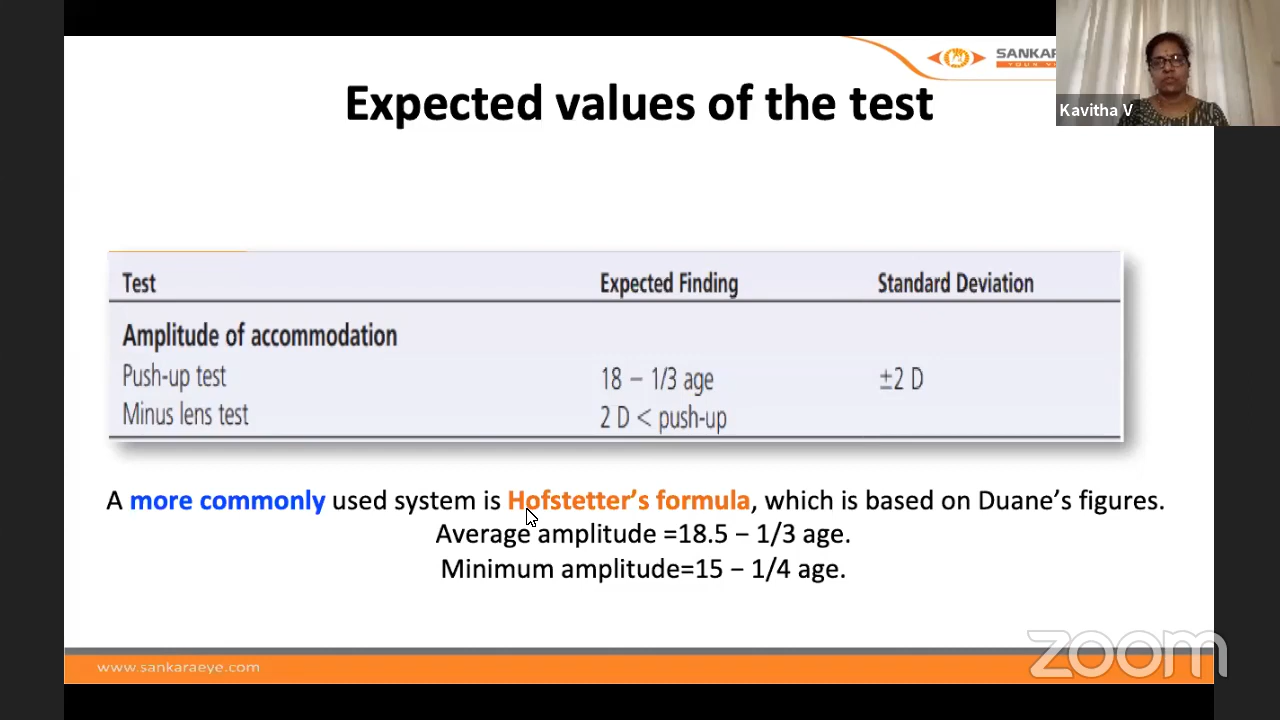 SANKARA
Expected values of the test
Kavitha V
Test Expected Finding Standard Deviation
Amplitude of accommodation
Push-up test 18 – 1/3 age ±2 D
Minus lens test 2 D < push-up
A more commonly used system is Hofstetter’s formula, which is based on Duane’s figures.
Average amplitude =18.5 – 1/3 age.
Minimum amplitude=15 – 1/4 age.
zoom
www.sankaraeye.com